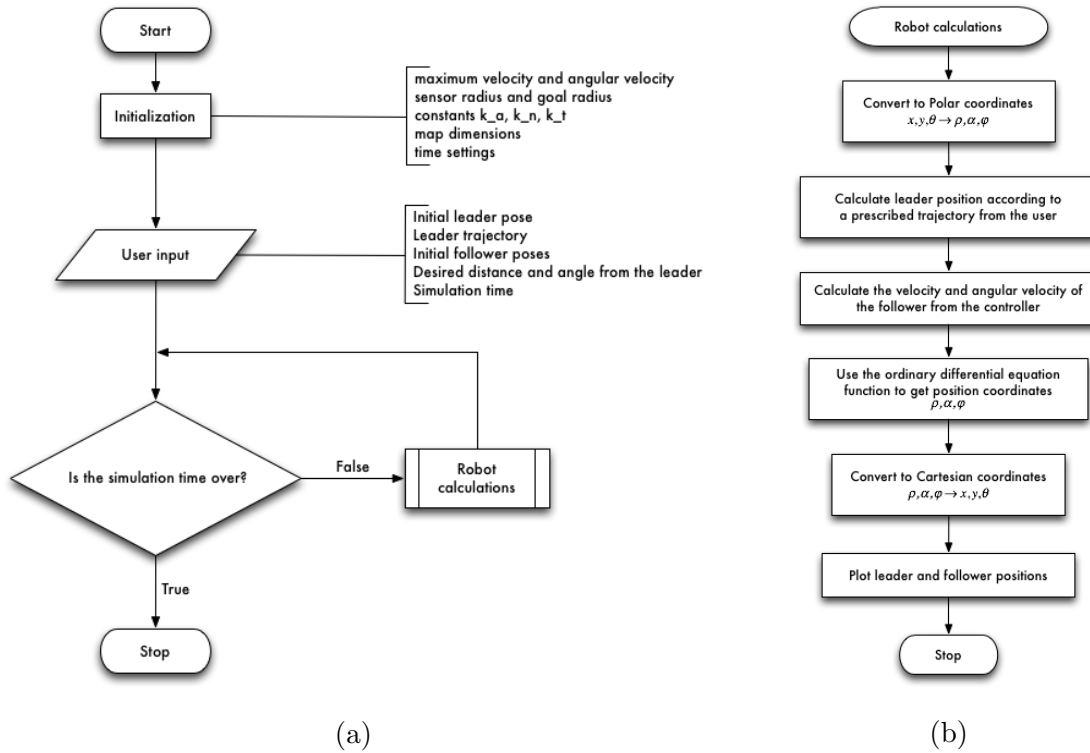 Start
Initialization
maximum velocity and angular velocity
sensor radius and goal radius
constants k_a, k_n, k_t
map dimensions
time settings
User input
Initial leader pose
Leader trajectory
Initial follower poses
Desired distance and angle from the leader
Simulation time
Is the simulation time over?
False
Robot
calculations
True
Stop
(a)
Robot calculations
Convert to Polar coordinates
x,y,θ→ρ,α,φ
Calculate leader position according to
a prescribed trajectory from the user
Calculate the velocity and angular velocity of
the follower from the controller
Use the ordinary differential equation
function to get position coordinates
ρ,α,φ
Convert to Cartesian coordinates
ρ,α,φ→x,y,θ
Plot leader and follower positions
Stop
(b)